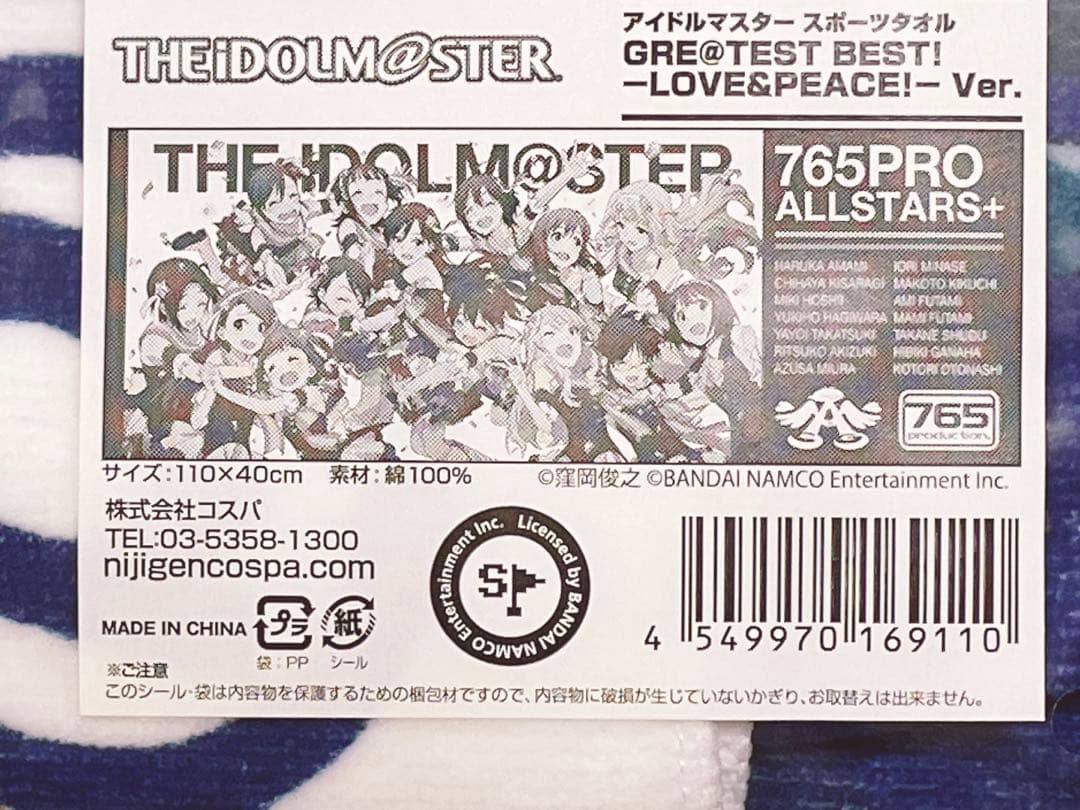 THE iDOLM@STER
アイドルマスター スポーツタオル
GRE@TEST BEST!
−LOVE&PEACE!− Ver.
THE IDOLM@STER
765PRO
ALLSTARS+
HARUKA AMAMI
CHIHAYA KISARAGI
MIKI HOSHII
YUKIHO HAGIWARA
YAYOI TAKATSUKI
RITSUKO AKIZUKI
AZUSA MIURA
IORI MINASE
MAKOTO KIKUCHI
AMI FUTAMI
MAMI FUTAMI
TAKANE SHIJOU
HIBIKI GANAHA
KOTORI OTONASHI
765
production
サイズ：110×40cm 素材：綿100%
©窪岡俊之 ©BANDAI NAMCO Entertainment Inc.
株式会社コスパ
TEL:03-5358-1300
nijigencospa.com
MADE IN CHINA
プラ
袋：PP
紙
シール
Licensed by BANDAI NAMCO Entertainment Inc.
SP
4 549970 169110
※ご注意
このシール・袋は内容物を保護するための梱包材ですので、内容物に破損が生じていないかぎり、お取替えは出来ません。